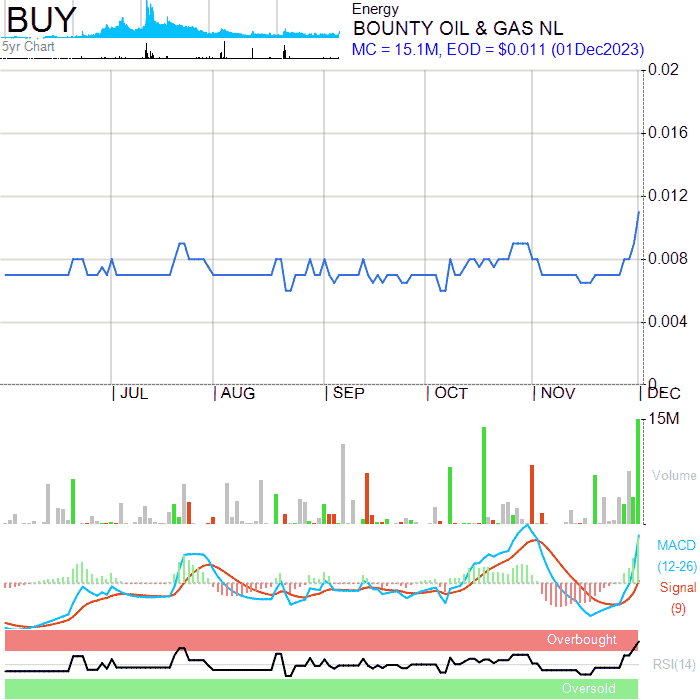 BUY
5yr Chart
Energy
BOUNTY OIL & GAS NL
MC = 15.1M, EOD = $0.011 (01Dec2023)
0.02
0.016
0.012
0.008
0.004
0
JUL AUG SEP OCT NOV DEC
15M
Volume
MACD
(12-26)
Signal
(9)
Overbought
RSI(14)
Oversold